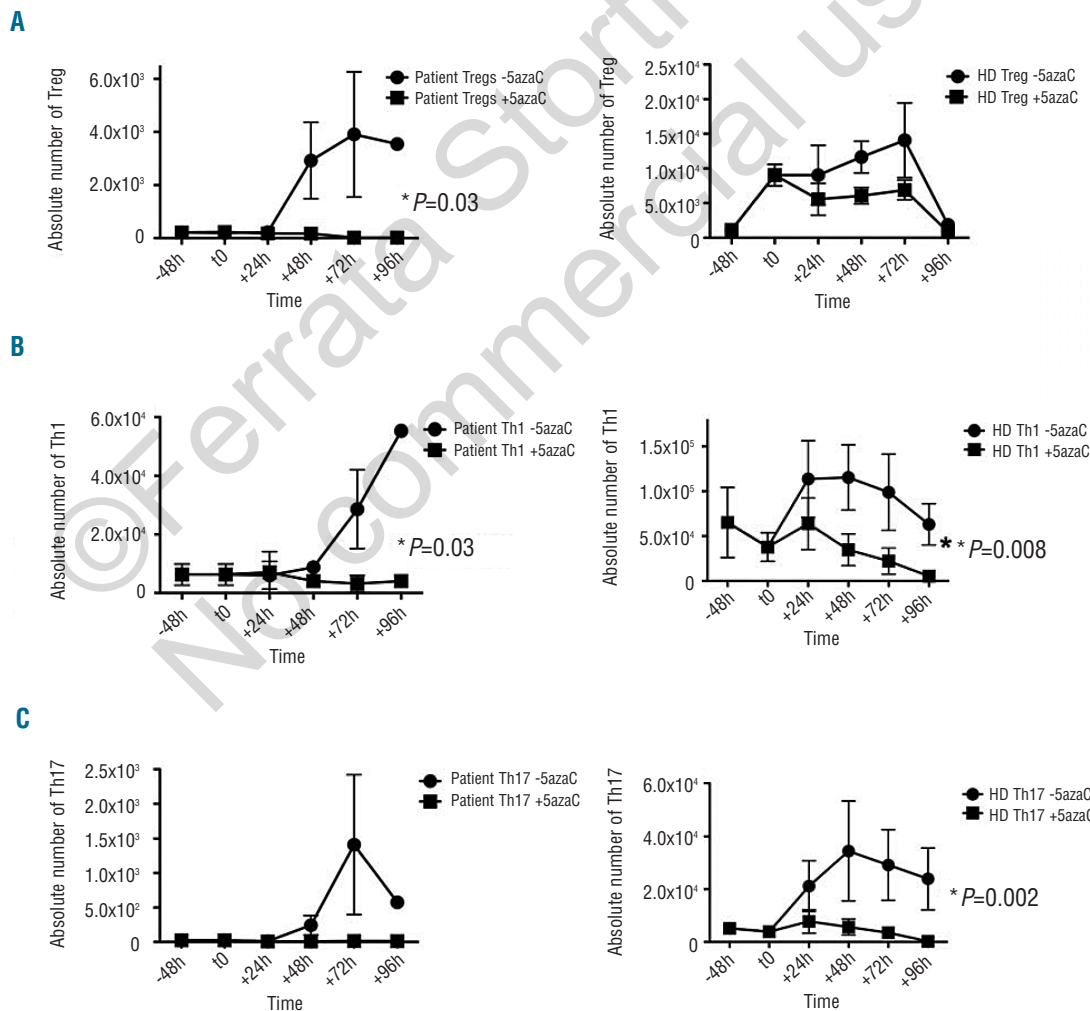 A
Absolute number of Treg
6.0x10³
4.0x10³
2.0x10³
0
-48h
t0
+24h
+48h
+72h
+96h
Time
Patient Tregs -5azaC
Patient Tregs +5azaC
*P=0.03
Absolute number of Treg
2.5x10⁴
2.0x10⁴
1.5x10⁴
1.0x10⁴
5.0x10³
0
-48h
t0
+24h
+48h
+72h
+96h
Time
HD Treg -5azaC
HD Treg +5azaC
B
Absolute number of Th1
6.0x10⁴
4.0x10⁴
2.0x10⁴
0
-48h
t0
+24h
+48h
+72h
+96h
Time
Patient Th1 -5azaC
Patient Th1 +5azaC
*P=0.03
Absolute number of Th1
1.5x10⁵
1.0x10⁵
5.0x10⁴
0
-48h
t0
+24h
+48h
+72h
+96h
Time
HD Th1 -5azaC
HD Th1 +5azaC
* *P=0.008
C
Absolute number of Th17
2.5x10³
2.0x10³
1.5x10³
1.0x10³
5.0x10²
0
-48h
t0
+24h
+48h
+72h
+96h
Time
Patient Th17 -5azaC
Patient Th17 +5azaC
Absolute number of Th17
6.0x10⁴
4.0x10⁴
2.0x10⁴
0
-48h
t0
+24h
+48h
+72h
+96h
Time
HD Th17 -5azaC
HD Th17 +5azaC
*P=0.002
©Ferrata Storti
No commercial us